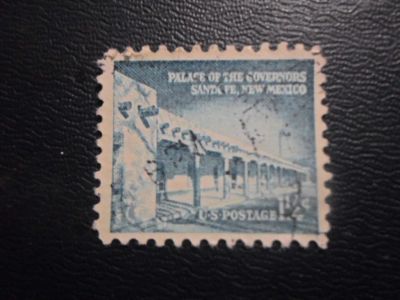 PALACE OF THE GOVERNORS
SANTA FE, NEW MEXICO
U.S. POSTAGE 1¼¢